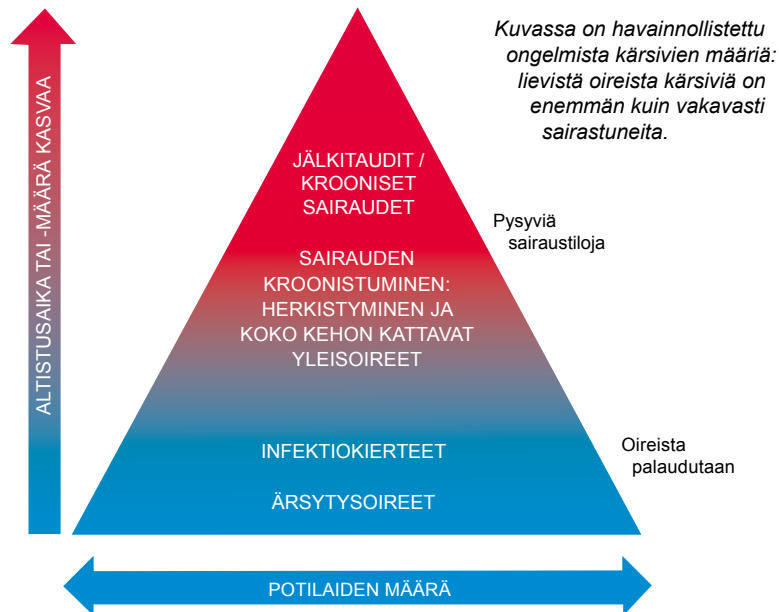 Kuvassa on havainnollistettu
ongelmista kärsivien määriä:
lievistä oireista kärsiviä on
enemmän kuin vakavasti
sairastuneita.
ALTISTUSAIKA TAI -MÄÄRÄ KASVAA
JÄLKITAUDIT /
KROONISET
SAIRAUDET
Pysyviä
sairaustiloja
SAIRAUDEN
KROONISTUMINEN:
HERKISTYMINEN JA
KOKO KEHON KATTAVAT
YLEISOIREET
INFEKTIOKIERTEET
Oireista
palaudutaan
ÄRSYTYSOIREET
POTILAIDEN MÄÄRÄ